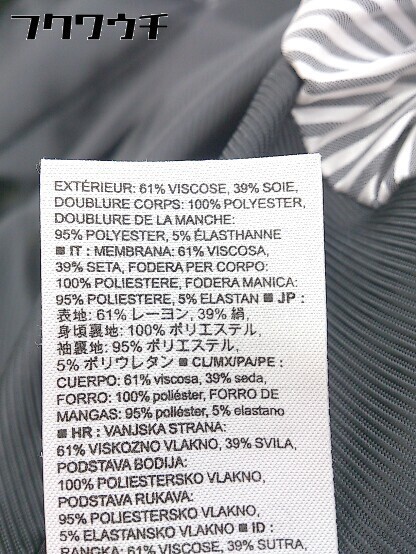 フクウクチ
EXTÉRIEUR: 61% VISCOSE, 39% SOIE,
DOUBLURE CORPS: 100% POLYESTER,
DOUBLURE DE LA MANCHE:
95% POLYESTER, 5% ÉLASTHANNE
■ IT : MEMBRANA: 61% VISCOSA,
39% SETA, FODERA PER CORPO:
100% POLIESTERE, FODERA MANICA:
95% POLIESTERE, 5% ELASTAN ■ JP :
表地: 61% レーヨン, 39% 絹,
身頃裏地: 100% ポリエステル,
袖裏地: 95% ポリエステル,
5% ポリウレタン ■ CL/MX/PA/PE :
CUERPO: 61% viscosa, 39% seda,
FORRO: 100% poliéster, FORRO DE
MANGAS: 95% poliéster, 5% elastano
■ HR : VANJSKA STRANA:
61% VISKOZNO VLAKNO, 39% SVILA,
PODSTAVA BODIJA:
100% POLIESTERSKO VLAKNO,
PODSTAVA RUKAVA:
95% POLIESTERSKO VLAKNO,
5% ELASTANSKO VLAKNO ■ ID :
RANGKA: 61% VISCOSE, 39% SUTRA,